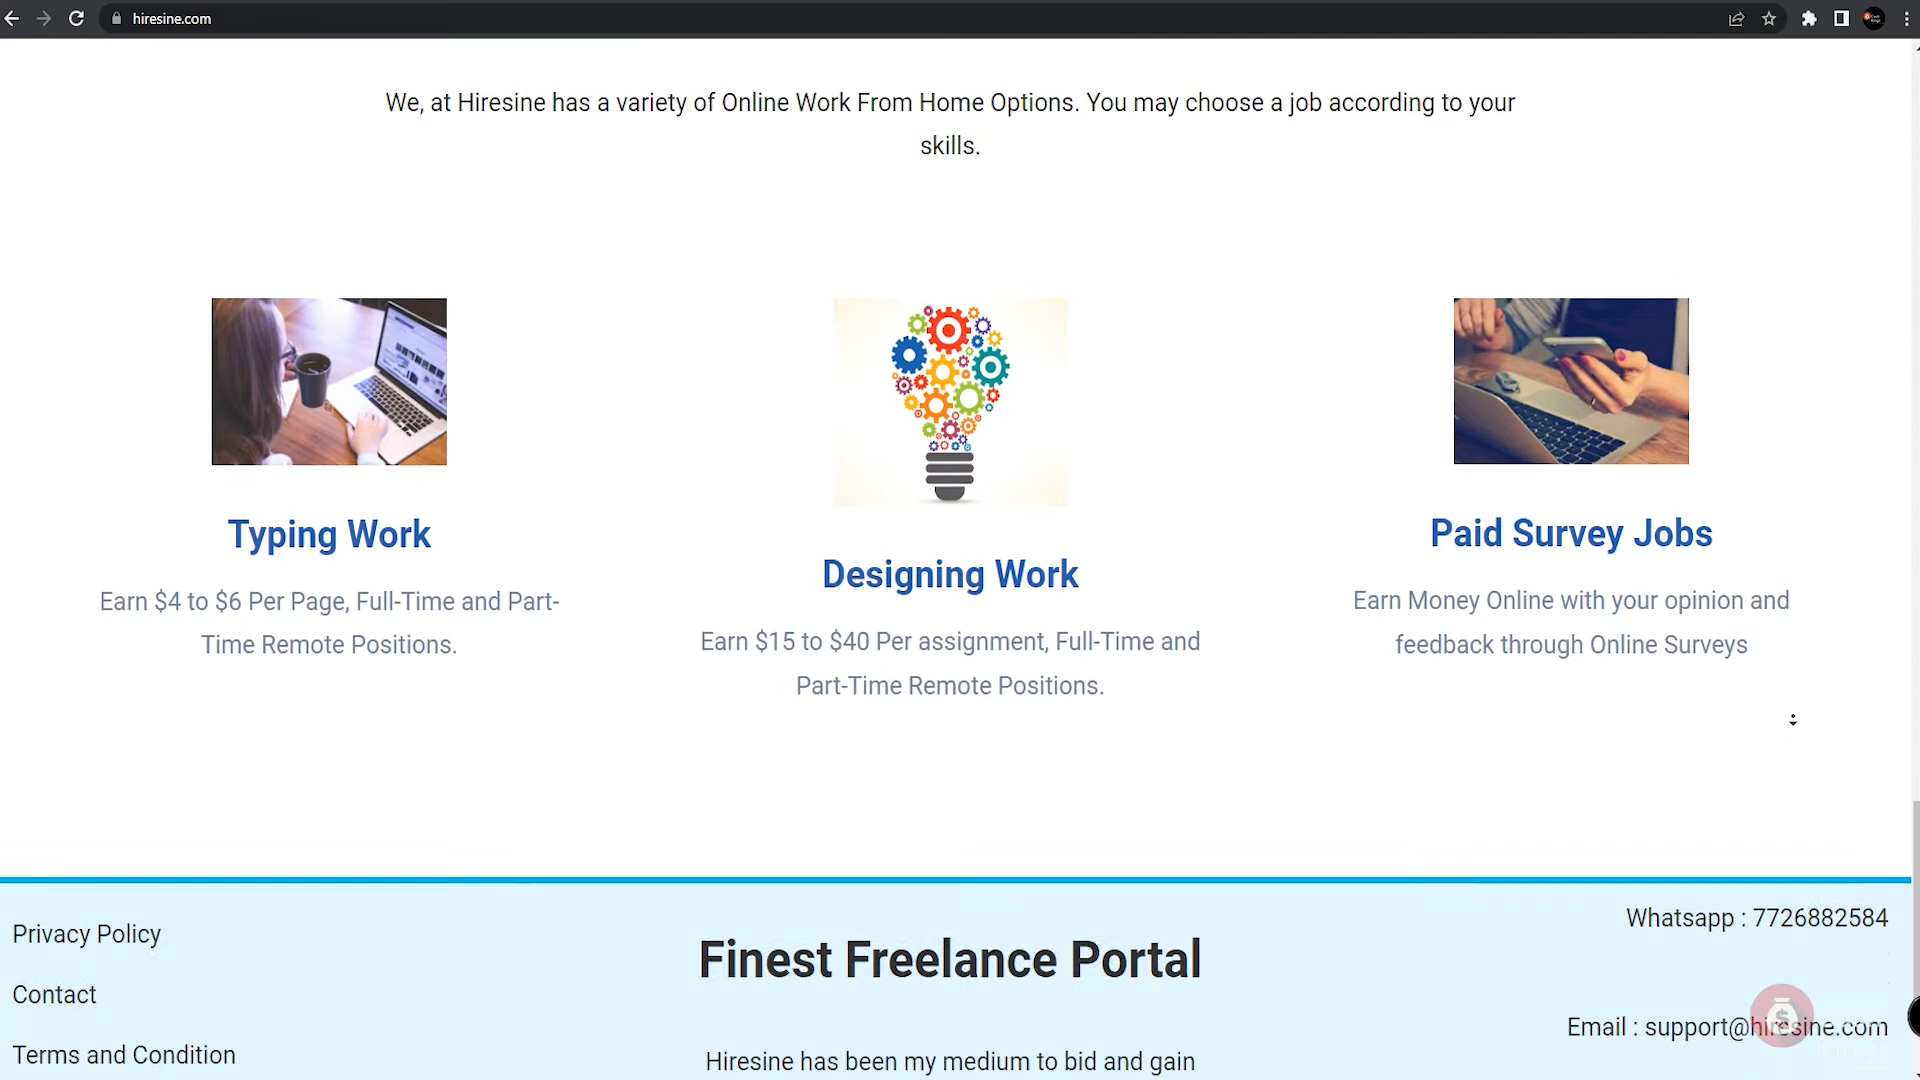 hiresine.com
We, at Hiresine has a variety of Online Work From Home Options. You may choose a job according to your
skills.
Typing Work
Earn $4 to $6 Per Page, Full-Time and Part-
Time Remote Positions.
Designing Work
Earn $15 to $40 Per assignment, Full-Time and
Part-Time Remote Positions.
Paid Survey Jobs
Earn Money Online with your opinion and
feedback through Online Surveys
Privacy Policy
Contact
Terms and Condition
Finest Freelance Portal
Hiresine has been my medium to bid and gain
Whatsapp : 7726882584
Email : support@hiresine.com